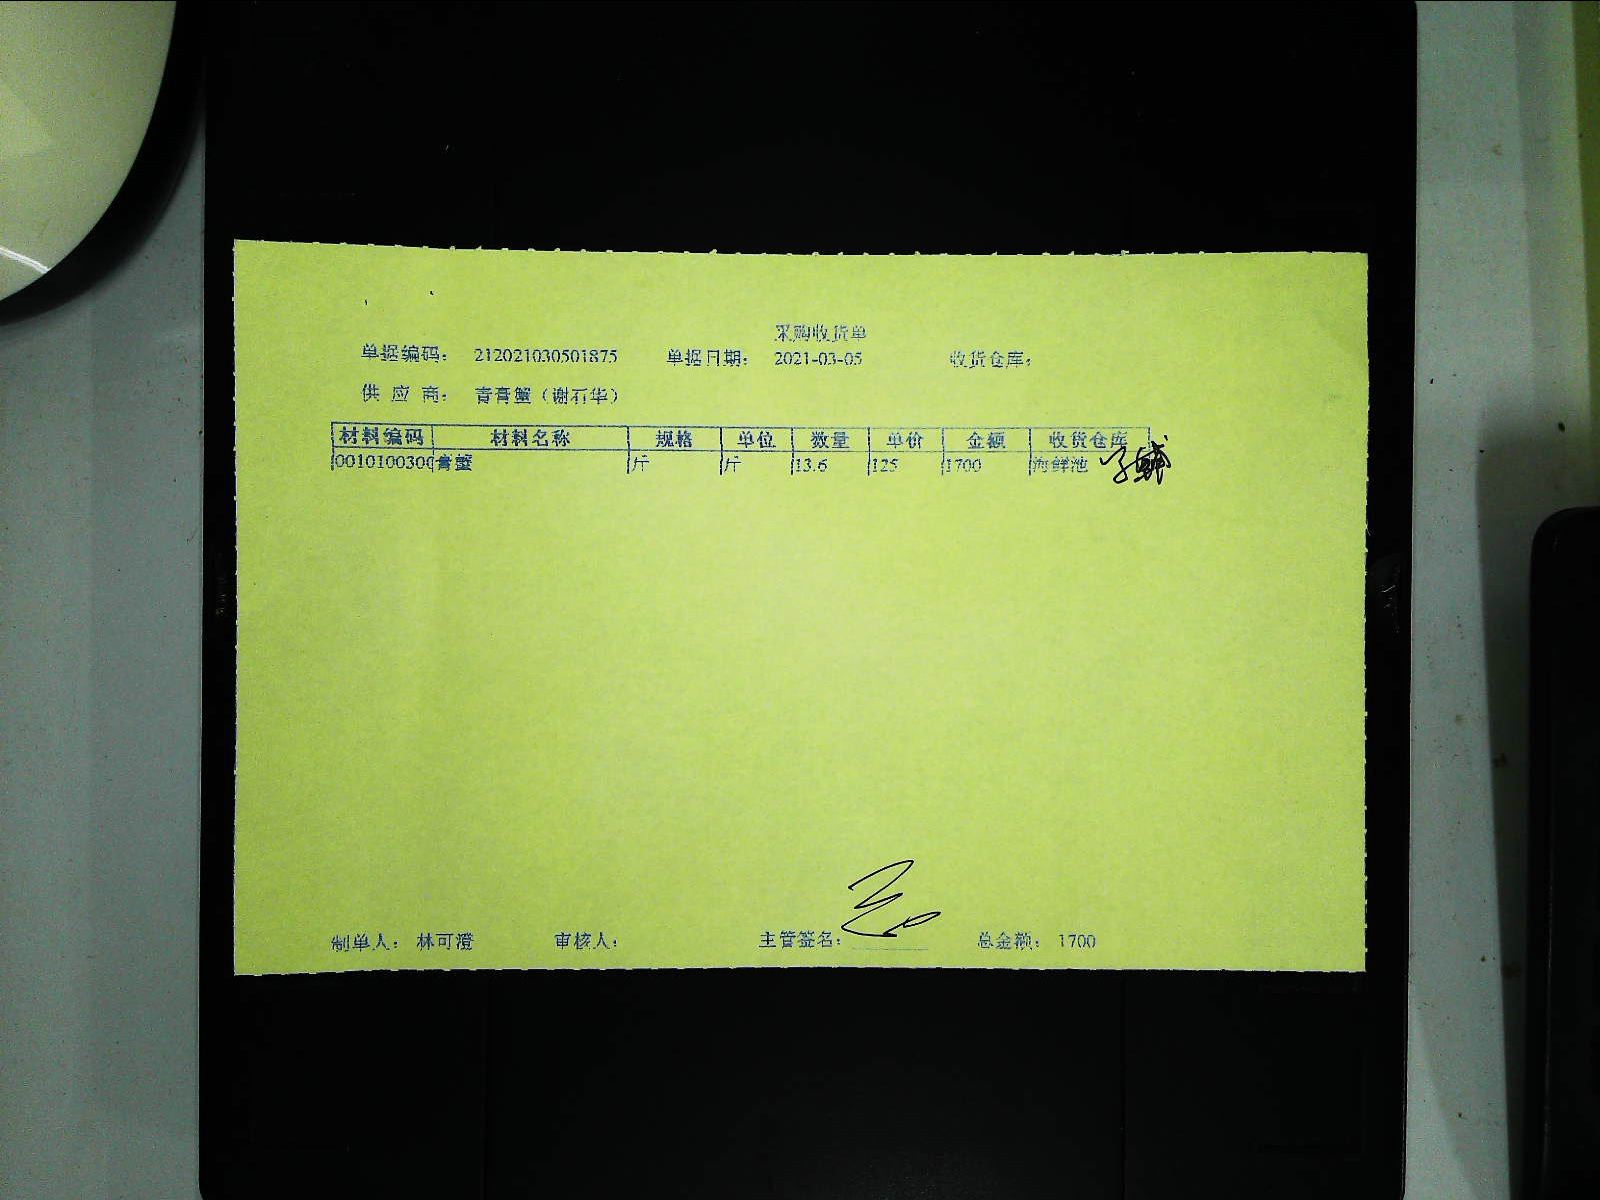 采购收货单
单据编码： 212021030501875 单据日期： 2021-03-05 收货仓库：
供 应 商： 青膏蟹（谢石华）
材料编码 材料名称 规格 单位 数量 单价 金额 收货仓库
0010100300 膏蟹 斤 斤 13.6 125 1700 海鲜池
制单人： 林可澄 审核人： 主管签名： 总金额： 1700